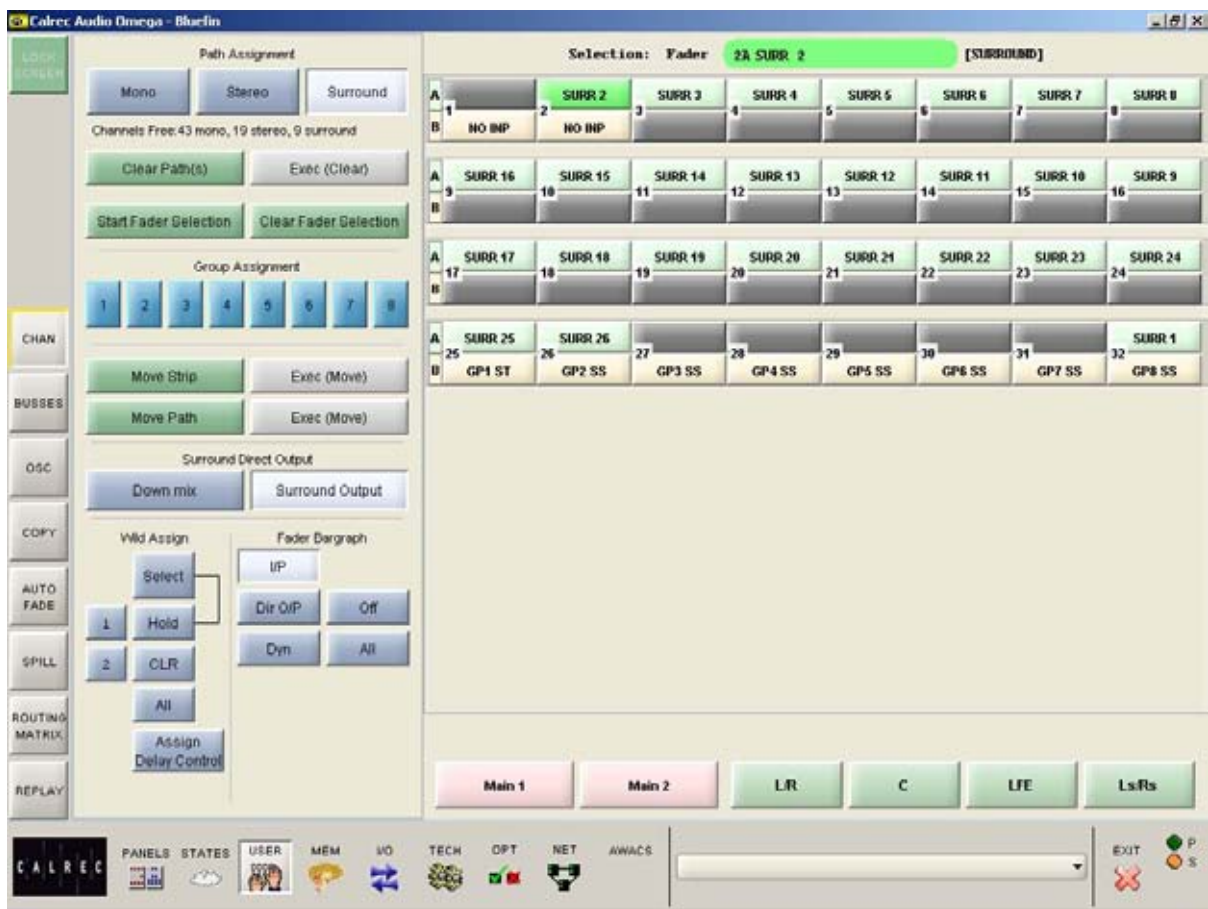 Calrec Audio Omega - Bluefin
LOCK SCREEN
Path Assignment
Mono Stereo Surround
Channels Free:43 mono, 19 stereo, 9 surround
Clear Path(s) Exec (Clear)
Start Fader Selection Clear Fader Selection
Group Assignment
1 2 3 4 5 6 7 8
Move Strip Exec (Move)
Move Path Exec (Move)
Surround Direct Output
Down mix Surround Output
Wild Assign
Select
1 Hold
2 CLR
All
Assign
Delay Control
Fader Bargraph
I/P
Dir O/P Off
Dyn All
CHAN
BUSSES
OSC
COPY
AUTO
FADE
SPILL
ROUTING
MATRIX
REPLAY
Selection: Fader 2A SURR 2 [SURROUND]
A SURR 2 SURR 3 SURR 4 SURR 5 SURR 6 SURR 7 SURR 8
1 2 3 4 5 6 7 8
B NO INP NO INP
A SURR 16 SURR 15 SURR 14 SURR 13 SURR 12 SURR 11 SURR 10 SURR 9
9 10 11 12 13 14 15 16
B
A SURR 17 SURR 18 SURR 19 SURR 20 SURR 21 SURR 22 SURR 23 SURR 24
17 18 19 20 21 22 23 24
B
A SURR 25 SURR 26 SURR 1
25 26 27 28 29 30 31 32
B GP1 ST GP2 SS GP3 SS GP4 SS GP5 SS GP6 SS GP7 SS GP8 SS
Main 1 Main 2 L/R C LFE Ls/Rs
CALREC
PANELS STATES USER MEM I/O TECH OPT NET AWACS
EXIT
P
S